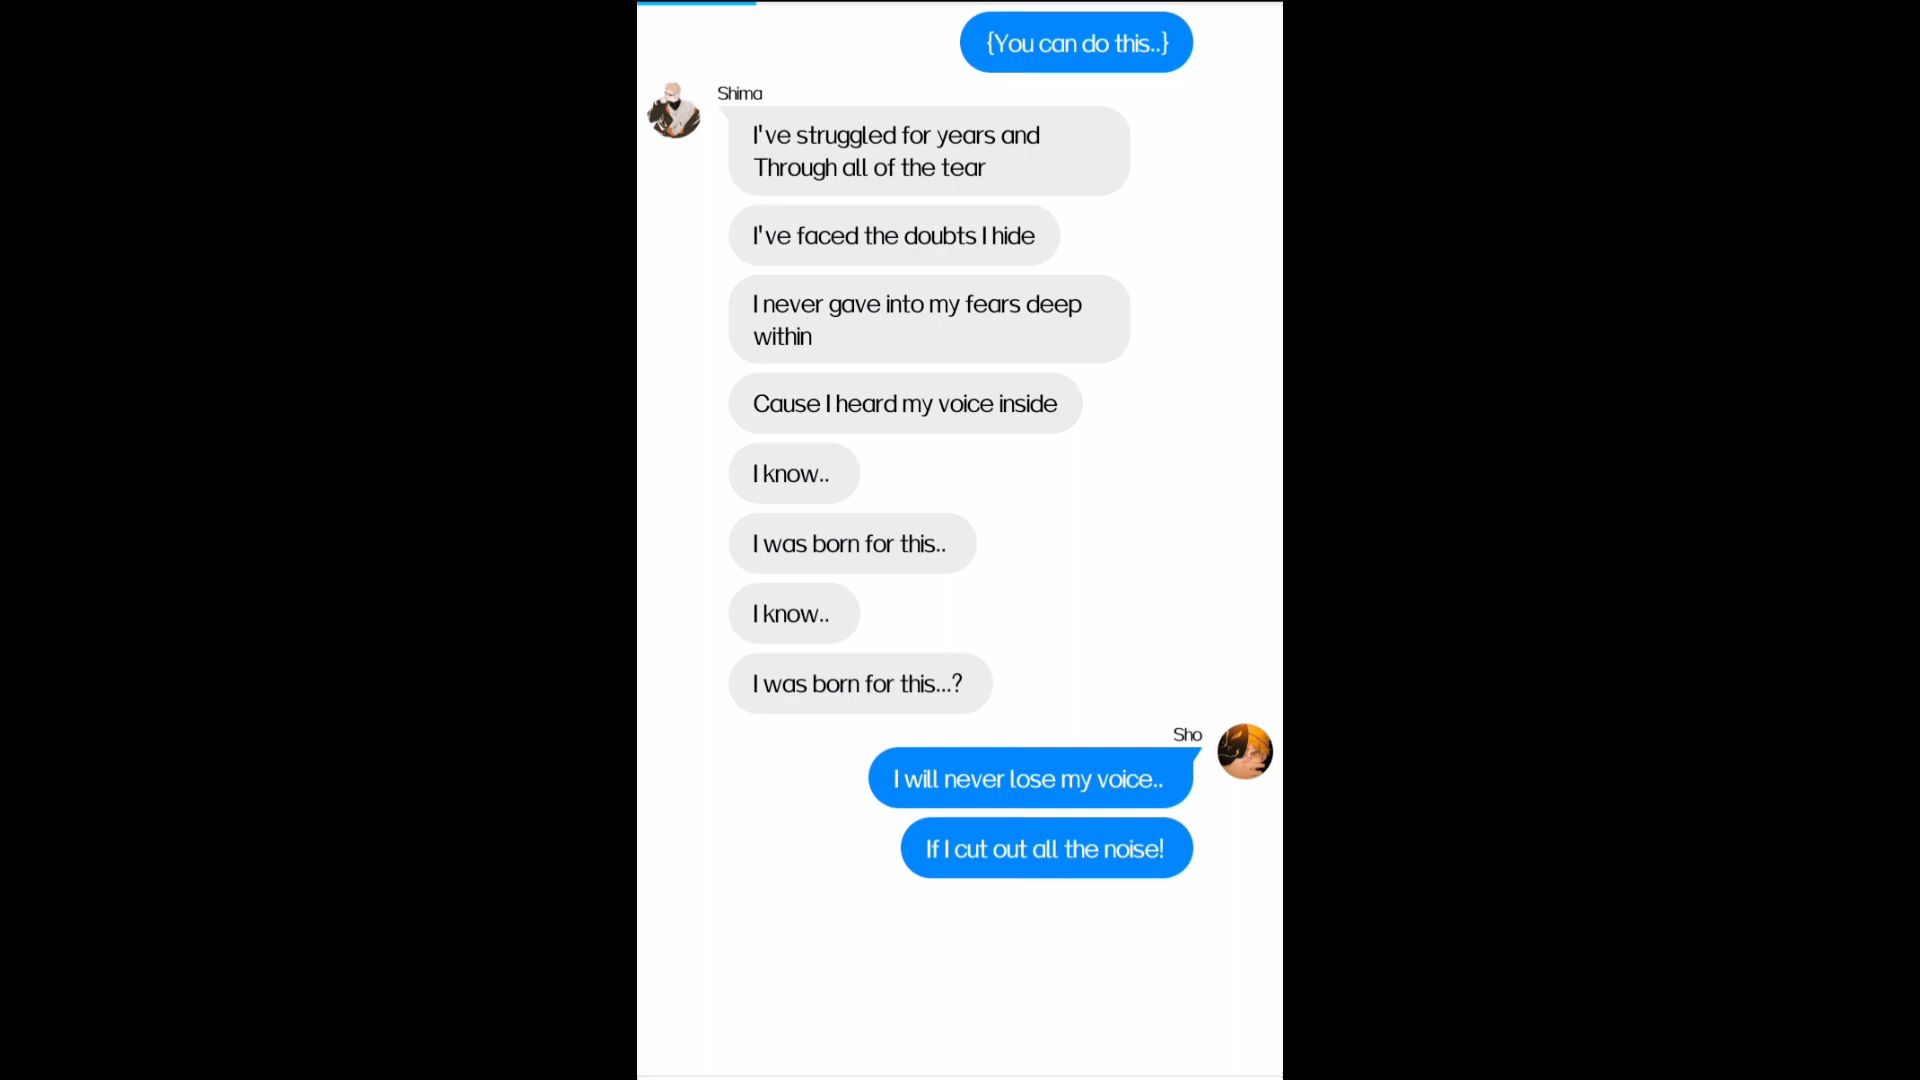 {You can do this..}
Shima
I've struggled for years and
Through all of the tear
I've faced the doubts I hide
I never gave into my fears deep
within
Cause I heard my voice inside
I know..
I was born for this..
I know..
I was born for this...?
Sho
I will never lose my voice..
If I cut out all the noise!